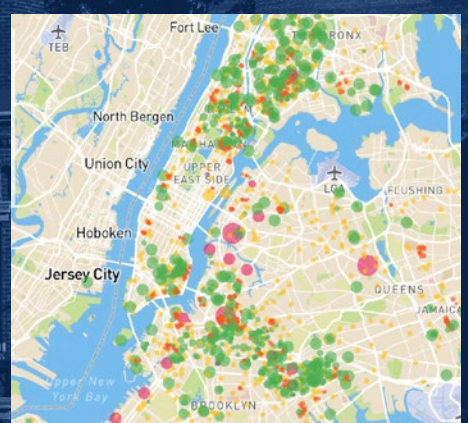 Fort Lee
TEB
North Bergen
MANHAT
Union City
UPPER
EAST SIDE
LGA
FLUSHING
Hoboken
Jersey City
QUEENS
JAMAICA
Upper New
York Bay
BROOKLYN